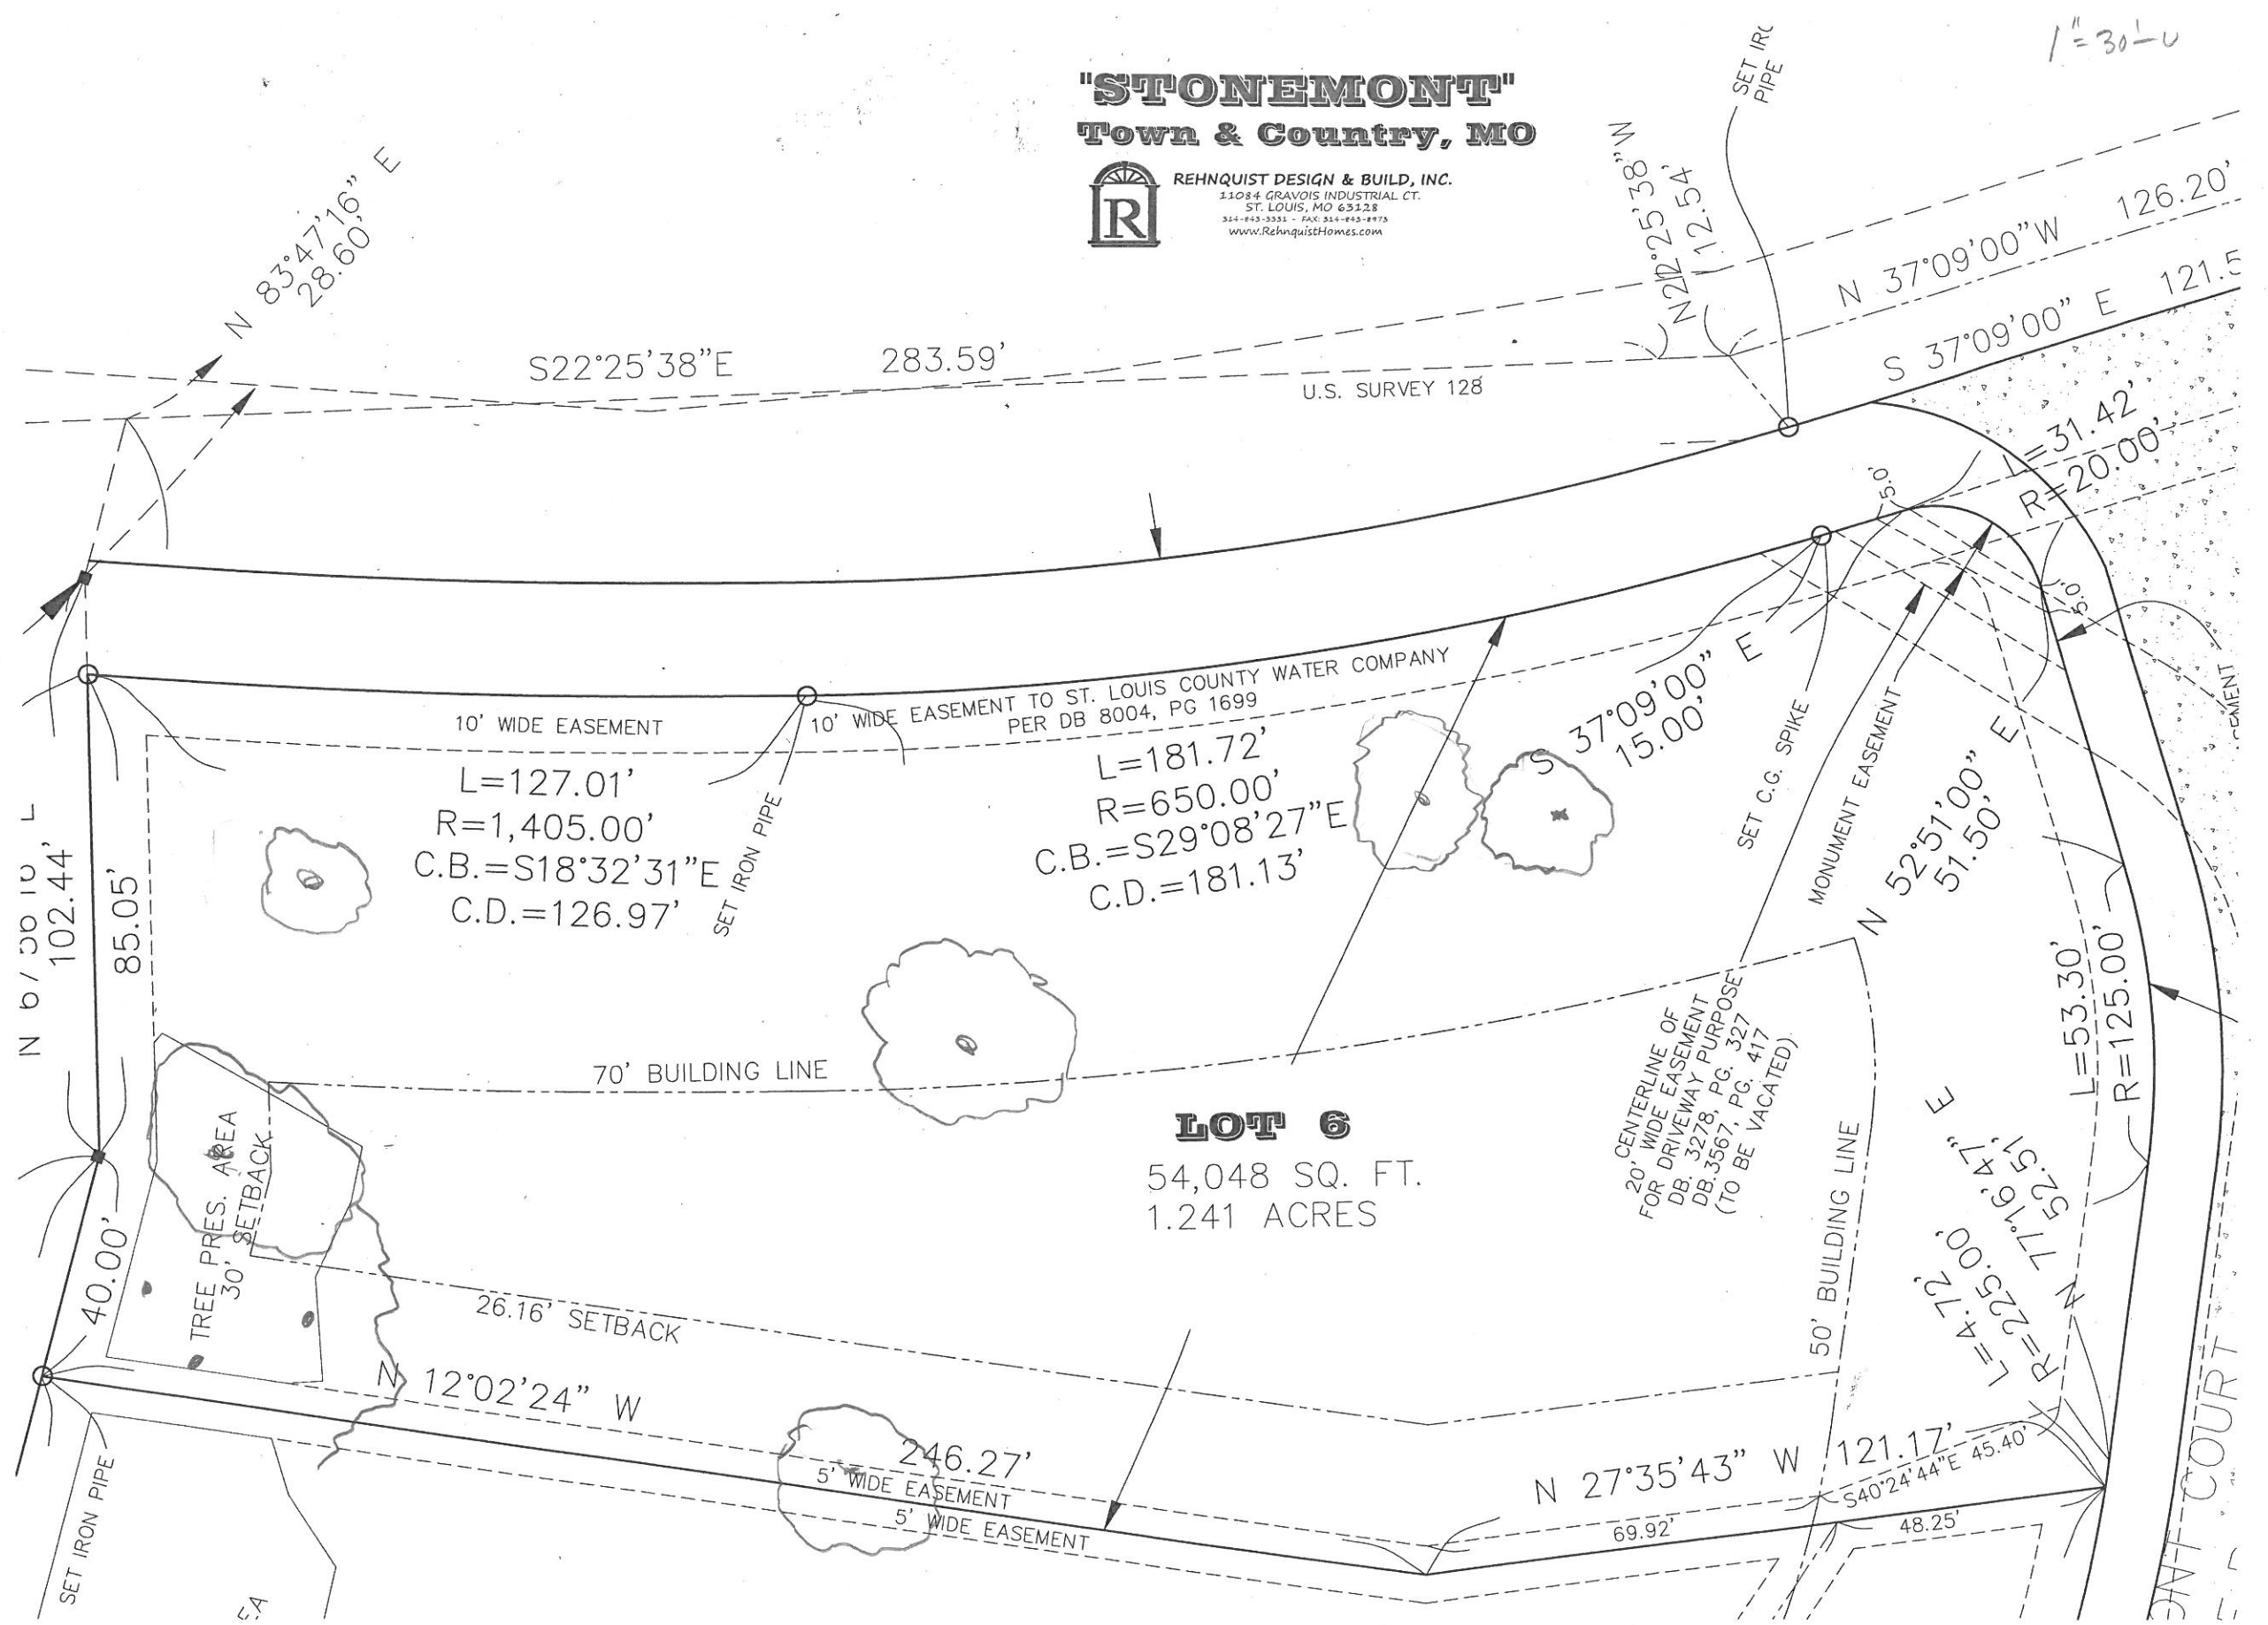 1"=30'-0
"STONEMONT"
Town & Country, MO
R
REHNQUIST DESIGN & BUILD, INC.
11084 GRAVOIS INDUSTRIAL CT.
ST. LOUIS, MO 63128
www.RehnquistHomes.com
SET IRO
PIPE
N 83°47'16" E
28.60'
S22°25'38"E 283.59'
U.S. SURVEY 128
N22°25'38"W
12.54'
N 37°09'00"W 126.20'
S 37°09'00" E 121.5
L=31.42'
R=20.00'
5.0'
5.0'
10' WIDE EASEMENT
10' WIDE EASEMENT TO ST. LOUIS COUNTY WATER COMPANY
PER DB 8004, PG 1699
L=127.01'
R=1,405.00'
C.B.=S18°32'31"E
C.D.=126.97'
SET IRON PIPE
L=181.72'
R=650.00'
C.B.=S29°08'27"E
C.D.=181.13'
S 37°09'00" E
15.00'
SET C.G. SPIKE
MONUMENT EASEMENT
N 52°51'00" E
51.50'
102.44'
85.05'
40.00'
70' BUILDING LINE
LOT 6
54,048 SQ. FT.
1.241 ACRES
CENTERLINE OF
20' WIDE EASEMENT
FOR DRIVEWAY PURPOSE
DB. 3278, PG. 327
DB.3567, PG. 417
(TO BE VACATED)
50' BUILDING LINE
L=53.30'
R=125.00'
N 77°16'47" E
52.51'
L=4.72'
R=225.00'
TREE PRES. AREA
30' SETBACK
26.16' SETBACK
N 12°02'24" W
246.27'
5' WIDE EASEMENT
5' WIDE EASEMENT
N 27°35'43" W 121.17'
S40°24'44"E 45.40'
69.92'
48.25'
SET IRON PIPE
EA
SEMENT
COURT